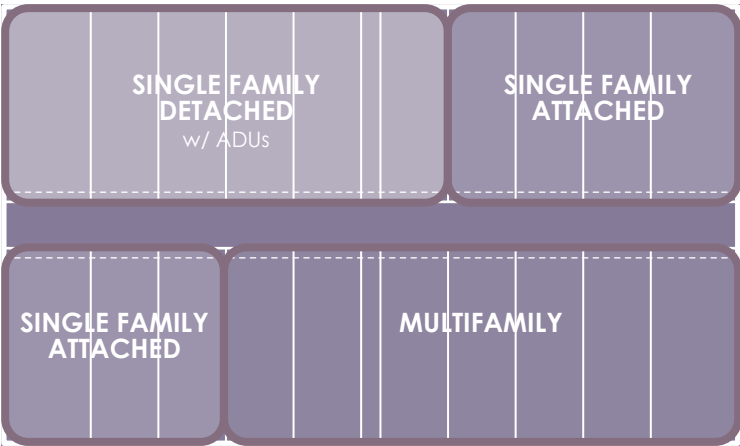 SINGLE FAMILY
DETACHED
w/ ADUs
SINGLE FAMILY
ATTACHED
SINGLE FAMILY
ATTACHED
MULTIFAMILY